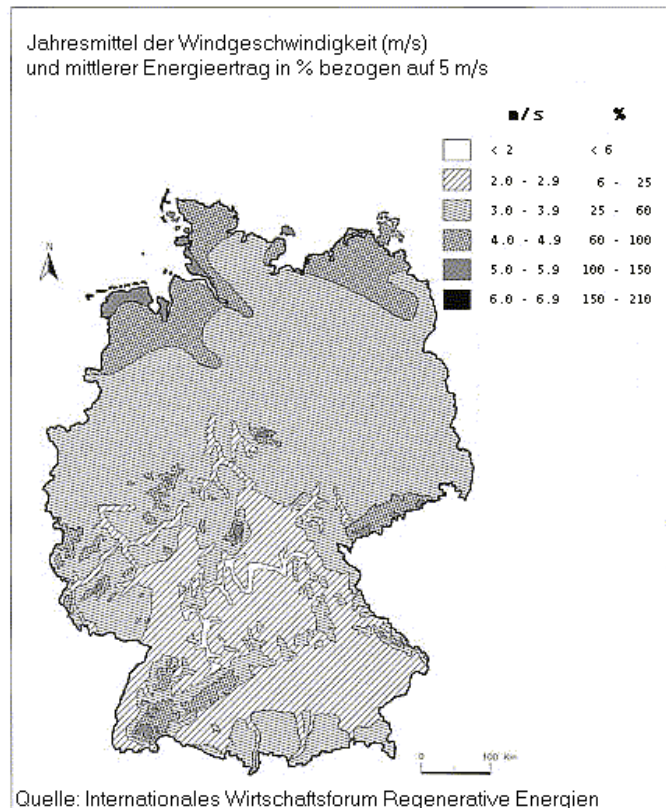 Jahresmittel der Windgeschwindigkeit (m/s)
und mittlerer Energieertrag in % bezogen auf 5 m/s
m/s %
< 2 < 6
2.0 - 2.9 6 - 25
3.0 - 3.9 25 - 60
4.0 - 4.9 60 - 100
5.0 - 5.9 100 - 150
6.0 - 6.9 150 - 210
N
0 100 Km
Quelle: Internationales Wirtschaftsforum Regenerative Energien